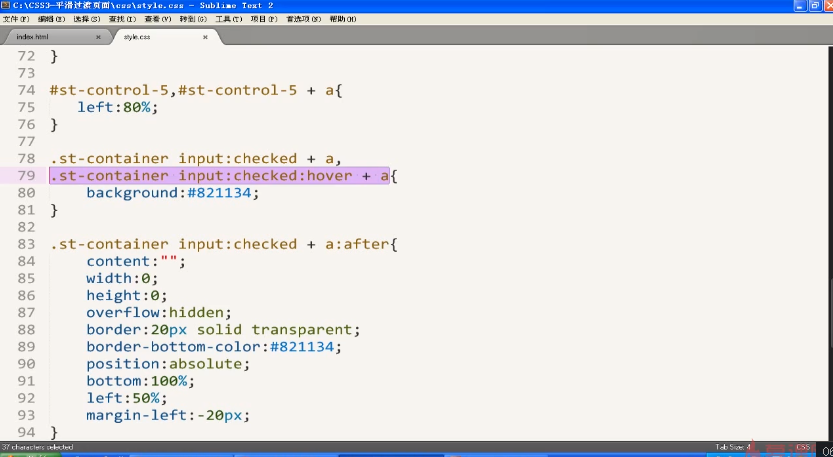 C:\CSS3-平滑过渡页面\css\style.css - Sublime Text 2
文件(F) 编辑(E) 选择(S) 查找(I) 查看(V) 转到(G) 工具(T) 项目(P) 首选项(N) 帮助(H)
index.html × style.css ×
72 }
73
74 #st-control-5,#st-control-5 + a{
75 left:80%;
76 }
77
78 .st-container input:checked + a,
79 .st-container input:checked:hover + a{
80 background:#821134;
81 }
82
83 .st-container input:checked + a:after{
84 content:"";
85 width:0;
86 height:0;
87 overflow:hidden;
88 border:20px solid transparent;
89 border-bottom-color:#821134;
90 position:absolute;
91 bottom:100%;
92 left:50%;
93 margin-left:-20px;
94 }
37 characters selected Tab Size: 4 CSS